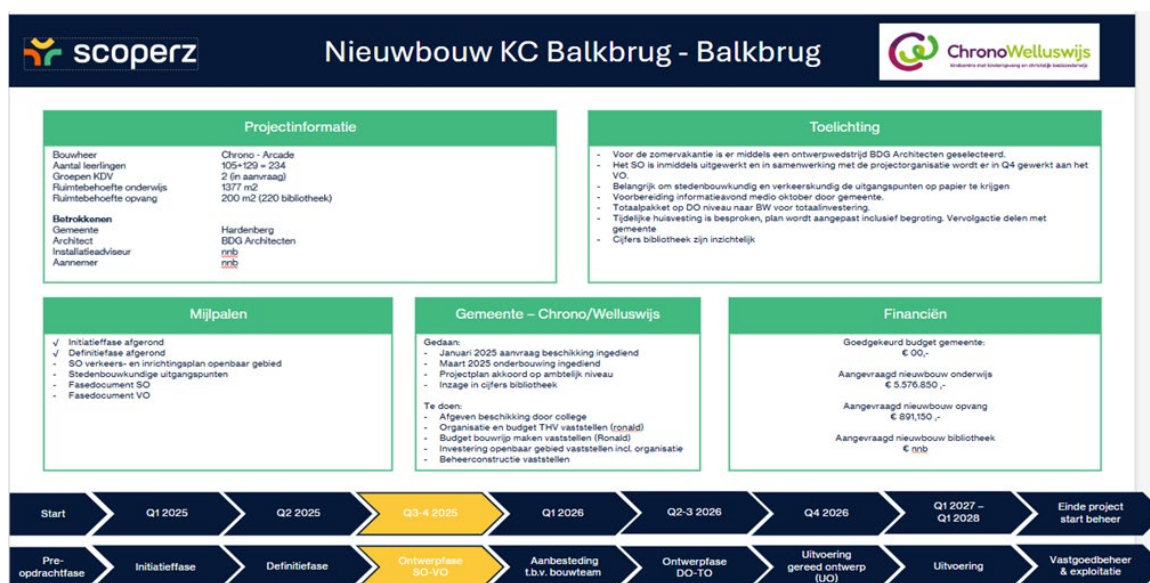 scoperz
Nieuwbouw KC Balkbrug - Balkbrug
ChronoWelluswijs
kindcentra met kinderopvang en christelijk basisonderwijs
Projectinformatie
Bouwheer Chrono - Arcade
Aantal leerlingen 105+129 = 234
Groepen KDV 2 (in aanvraag)
Ruimtebehoefte onderwijs 1377 m2
Ruimtebehoefte opvang 200 m2 (220 bibliotheek)
Betrokkenen
Gemeente Hardenberg
Architect BDG Architecten
Installatieadviseur nnb
Aannemer nnb
Toelichting
- Voor de zomervakantie is er middels een ontwerpwedstrijd BDG Architecten geselecteerd.
- Het SO is inmiddels uitgewerkt en in samenwerking met de projectorganisatie wordt er in Q4 gewerkt aan het
VO.
- Belangrijk om stedenbouwkundig en verkeerskundig de uitgangspunten op papier te krijgen
- Voorbereiding informatieavond medio oktober door gemeente.
- Totaalpakket op DO niveau naar BW voor totaalinvestering.
- Tijdelijke huisvesting is besproken, plan wordt aangepast inclusief begroting. Vervolgactie delen met
gemeente
- Cijfers bibliotheek zijn inzichtelijk
Mijlpalen
√ Initiatieffase afgerond
√ Definitiefase afgrond
- SO verkeers- en inrichtingsplan openbaar gebied
- Stedenbouwkundige uitgangspunten
- Fasedocument SO
- Fasedocument VO
Gemeente – Chrono/Welluswijs
Gedaan:
- Januari 2025 aanvraag beschikking ingediend
- Maart 2025 onderbouwing ingediend
- Projectplan akkoord op ambtelijk niveau
- Inzage in cijfers bibliotheek
Te doen:
- Afgeven beschikking door college
- Organisatie en budget THV vaststellen (ronald)
- Budget bouwrijp maken vaststellen (Ronald)
- Investering openbaar gebied vaststellen incl. organisatie
- Beheerconstructie vaststellen
Financiën
Goedgekeurd budget gemeente:
€ 00,-
Aangevraagd nieuwbouw onderwijs
€ 5.576.850 ,-
Aangevraagd nieuwbouw opvang
€ 891,150 ,-
Aangevraagd nieuwbouw bibliotheek
€ nnb
Start Q1 2025 Q2 2025 Q3-4 2025 Q1 2026 Q2-3 2026 Q4 2026 Q1 2027 – Q1 2028 Einde project start beheer
Pre-opdrachtfase Initiatieffase Definitiefase Ontwerpfase SO-VO Aanbesteding t.b.v. bouwteam Ontwerpfase DO-TO Uitvoering gereed ontwerp (UO) Uitvoering Vastgoedbeheer & exploitatie